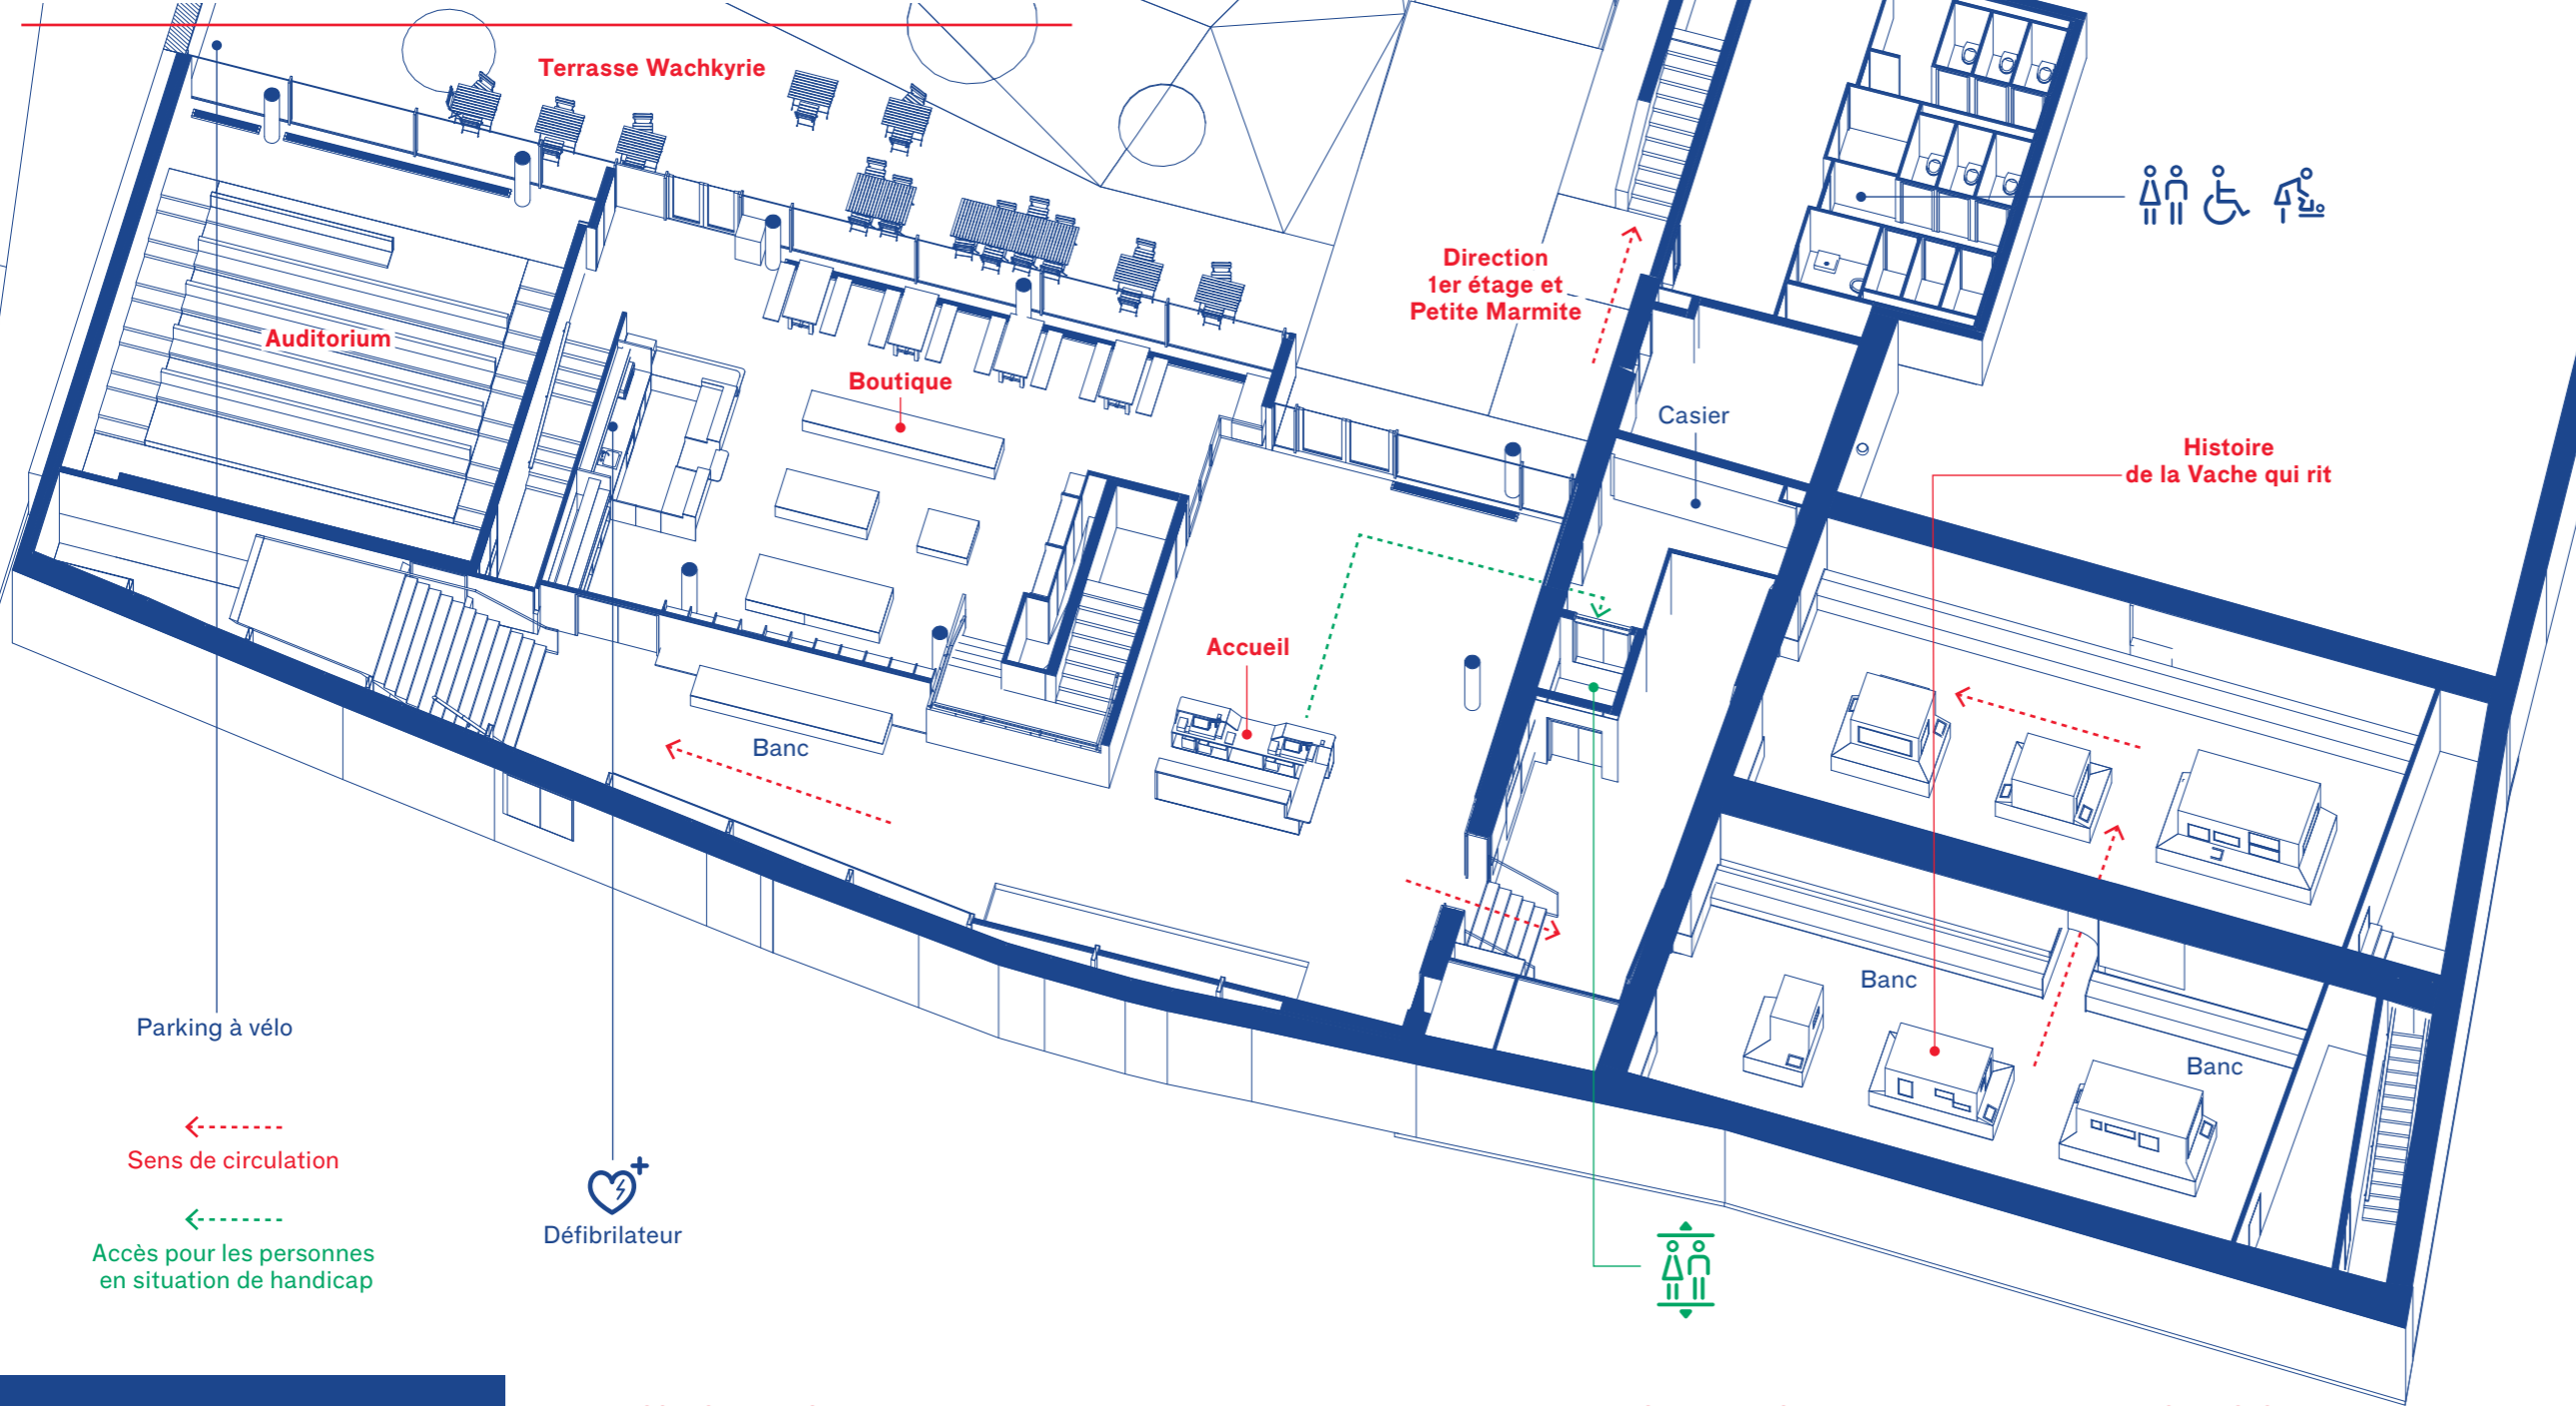 Terrasse Wachkyrie
Direction
1er étage et
Petite Marmite
Auditorium
Boutique
Casier
Histoire
de la Vache qui rit
Accueil
Banc
Banc
Banc
Parking à vélo
Sens de circulation
Défibrilateur
Accès pour les personnes
en situation de handicap